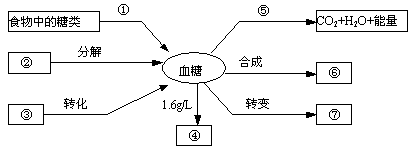 食物中的糖类 ① ⑤ CO₂+H₂O+能量
② 分解 血糖 合成 ⑥
③ 转化 1.6g/L 转变 ⑦
④